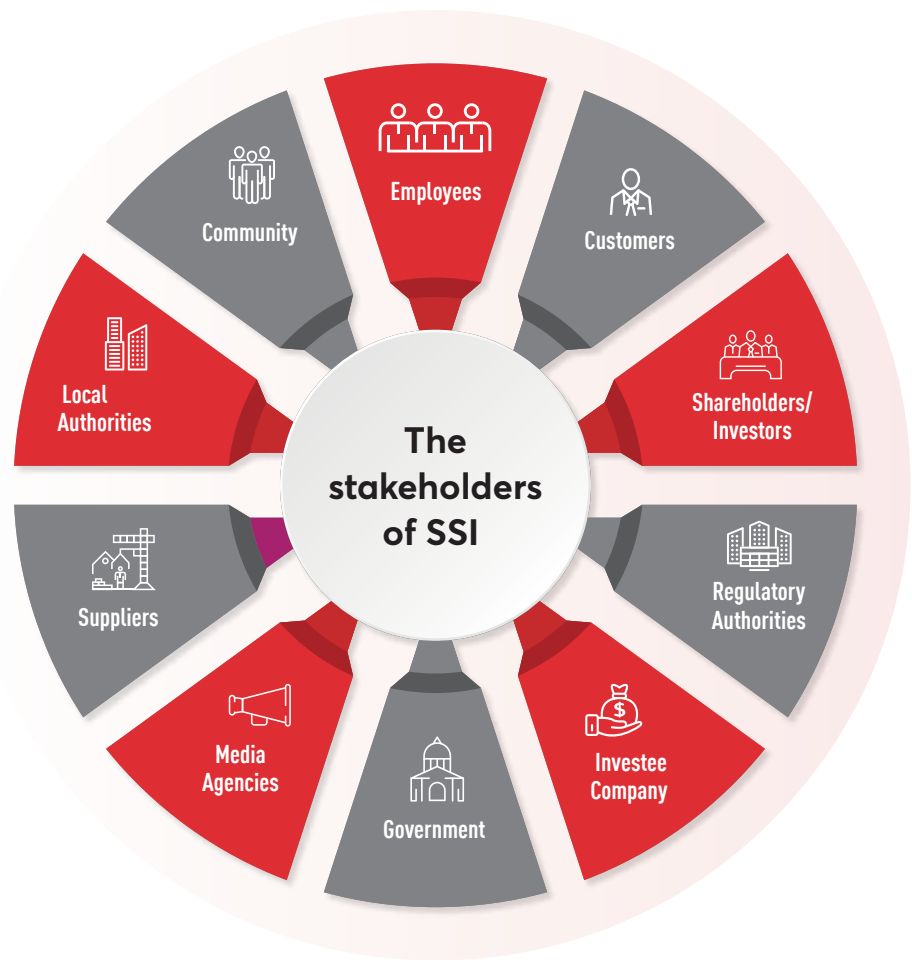 The
stakeholders
of SSI
Employees
Customers
Shareholders/
Investors
Regulatory
Authorities
Investee
Company
$
Government
Media
Agencies
Suppliers
Local
Authorities
Community